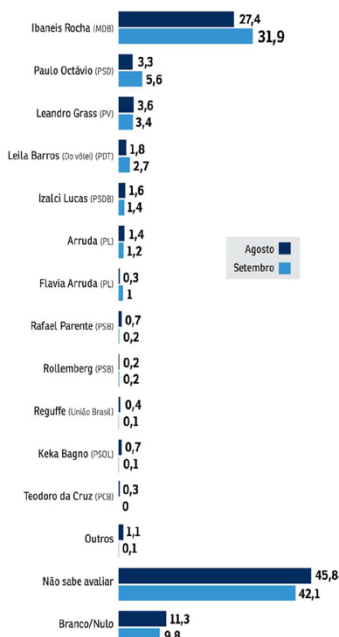 Ibaneis Rocha (MDB) 27,4
31,9
Paulo Octávio (PSD) 3,3
5,6
Leandro Grass (PV) 3,6
3,4
Leila Barros (Do vôlei) (PDT) 1,8
2,7
Izalci Lucas (PSDB) 1,6
1,4
Arruda (PL) 1,4
1,2
Agosto
Setembro
Flavia Arruda (PL) 0,3
1
Rafael Parente (PSB) 0,7
0,2
Rollemberg (PSB) 0,2
0,2
Reguffe (União Brasil) 0,4
0,1
Keka Bagno (PSOL) 0,7
0,1
Teodoro da Cruz (PCB) 0,3
0
Outros 1,1
0,1
Não sabe avaliar 45,8
42,1
Branco/Nulo 11,3
9,8